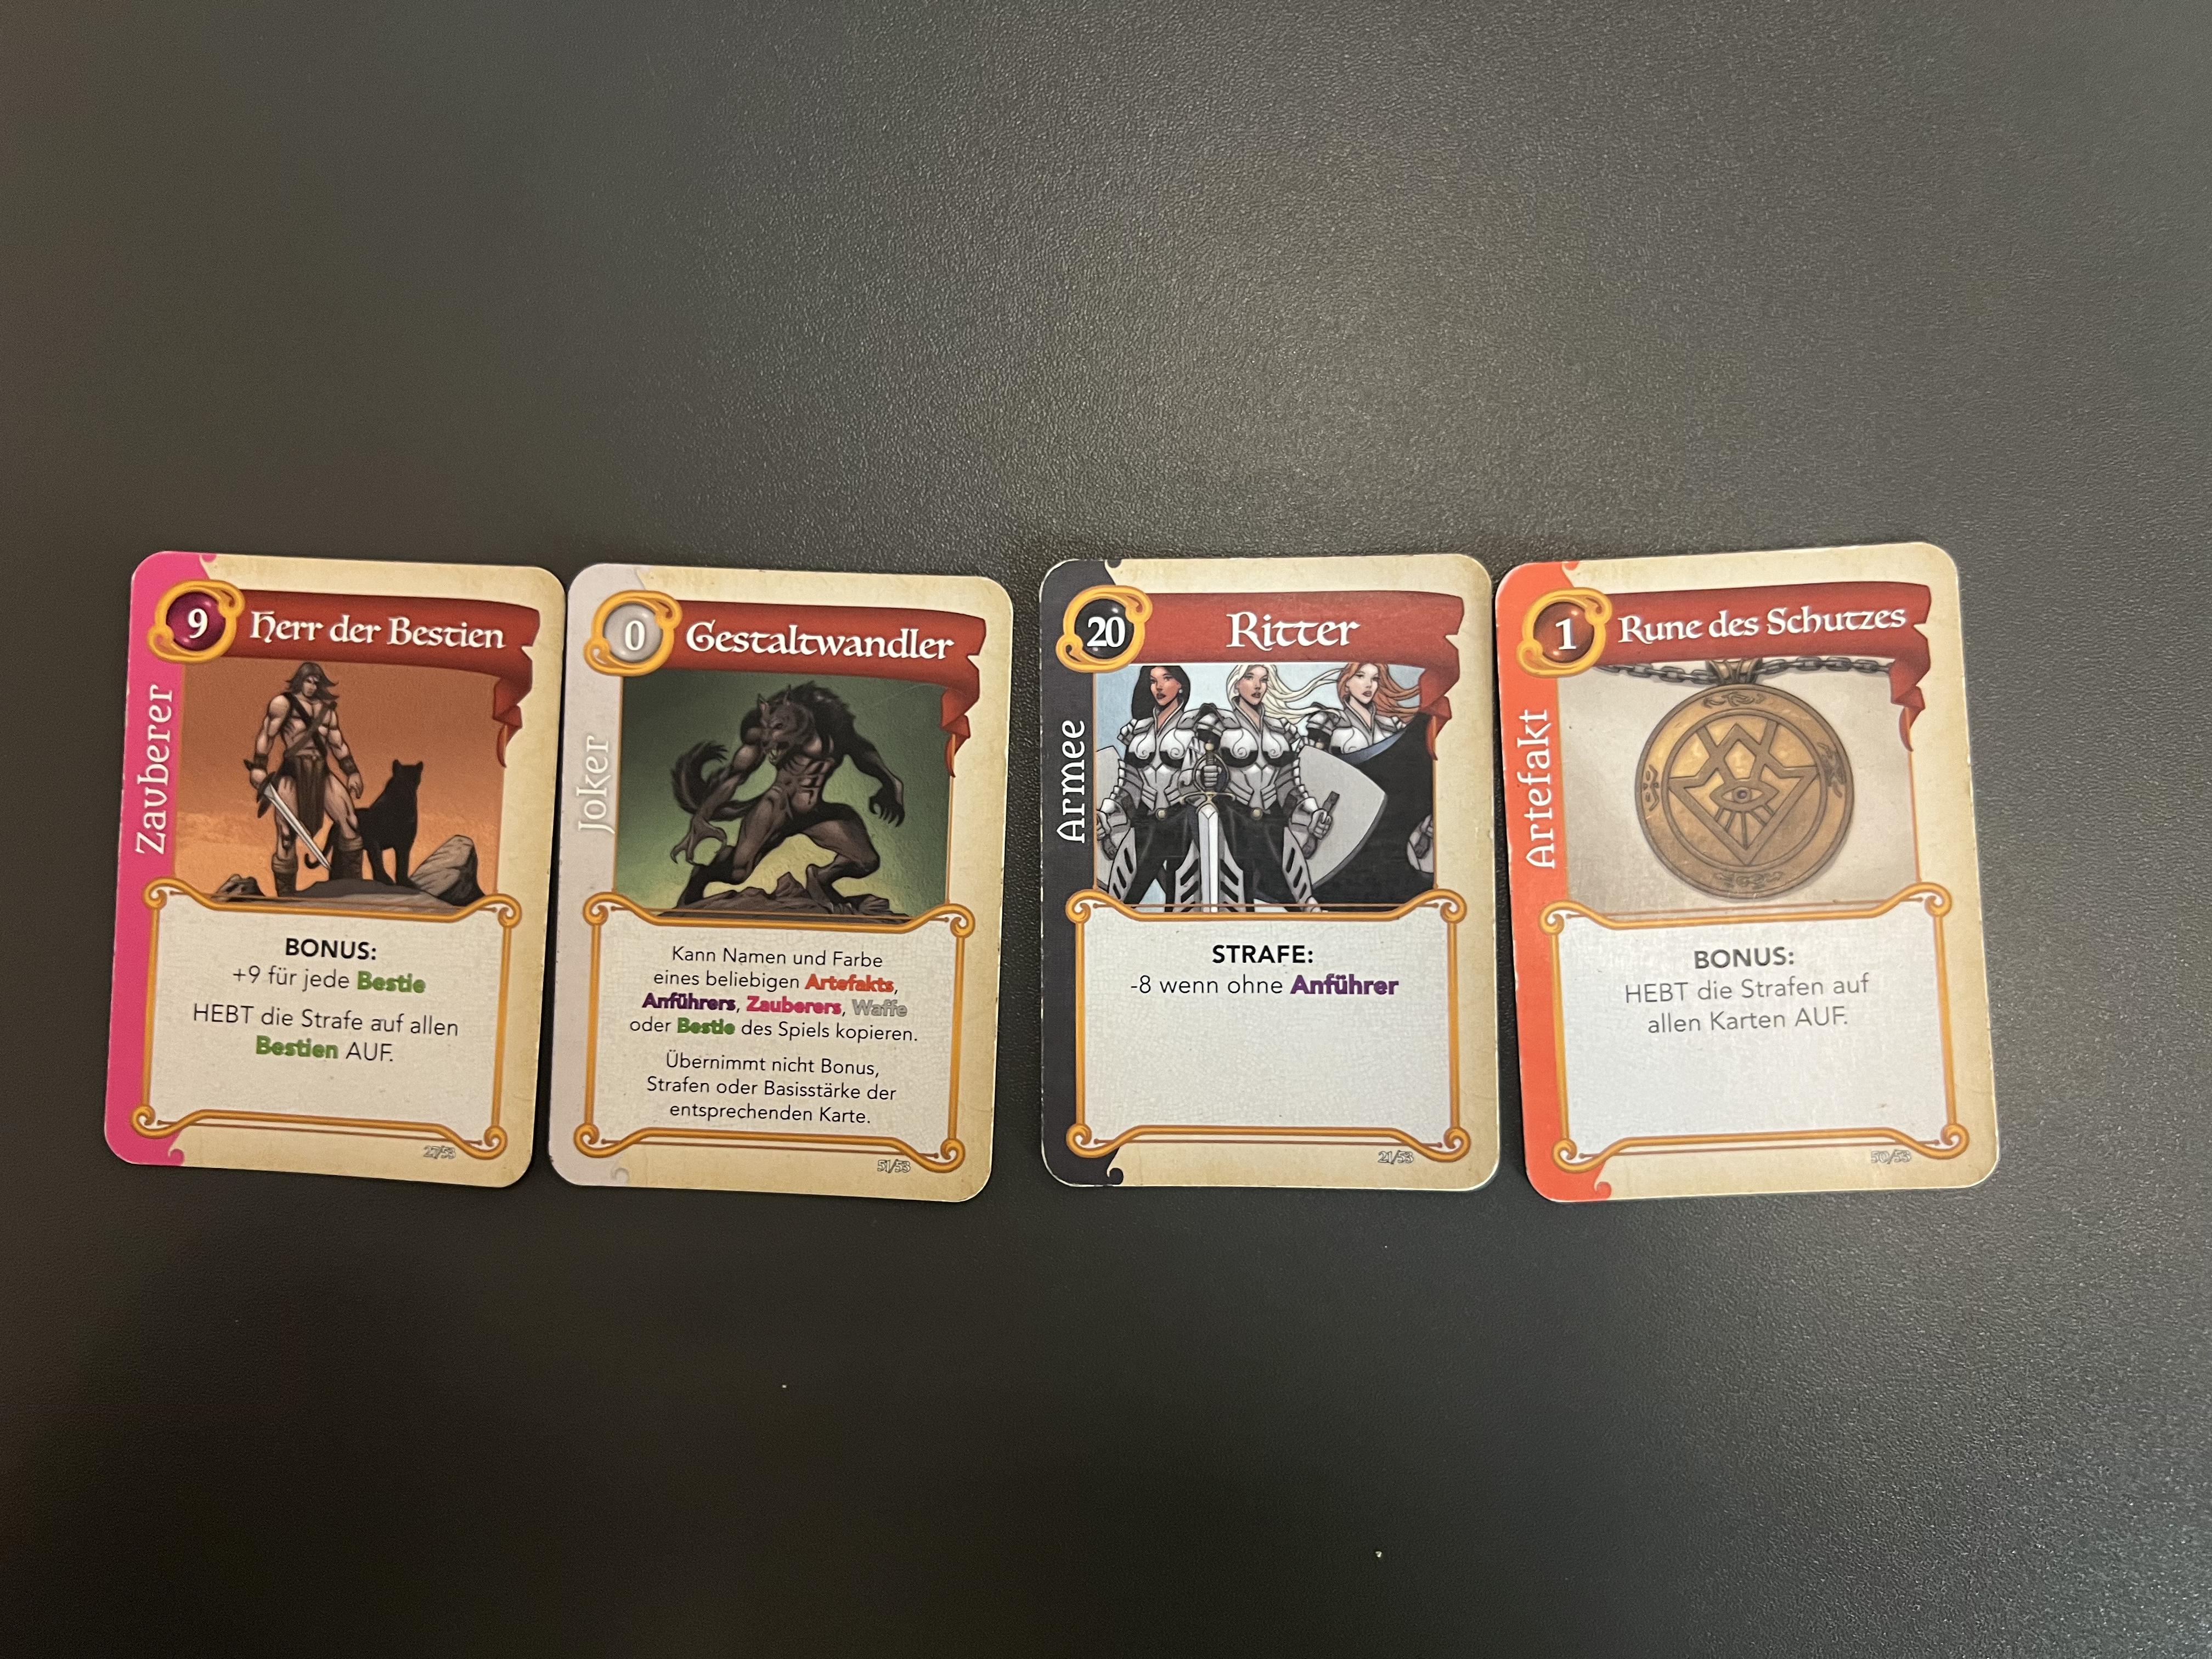 Zauberer
9
Herr der Bestien
BONUS:
+9 für jede Bestie
HEBT die Strafe auf allen
Bestien AUF.
27/53
Joker
0
Gestaltwandler
Kann Namen und Farbe
eines beliebigen Artefakts,
Anführers, Zauberers, Waffe
oder Bestie des Spiels kopieren.
Übernimmt nicht Bonus,
Strafen oder Basisstärke der
entsprechenden Karte.
51/53
Armee
20
Ritter
STRAFE:
-8 wenn ohne Anführer
21/53
Artefakt
1
Rune des Schutzes
BONUS:
HEBT die Strafen auf
allen Karten AUF.
50/53